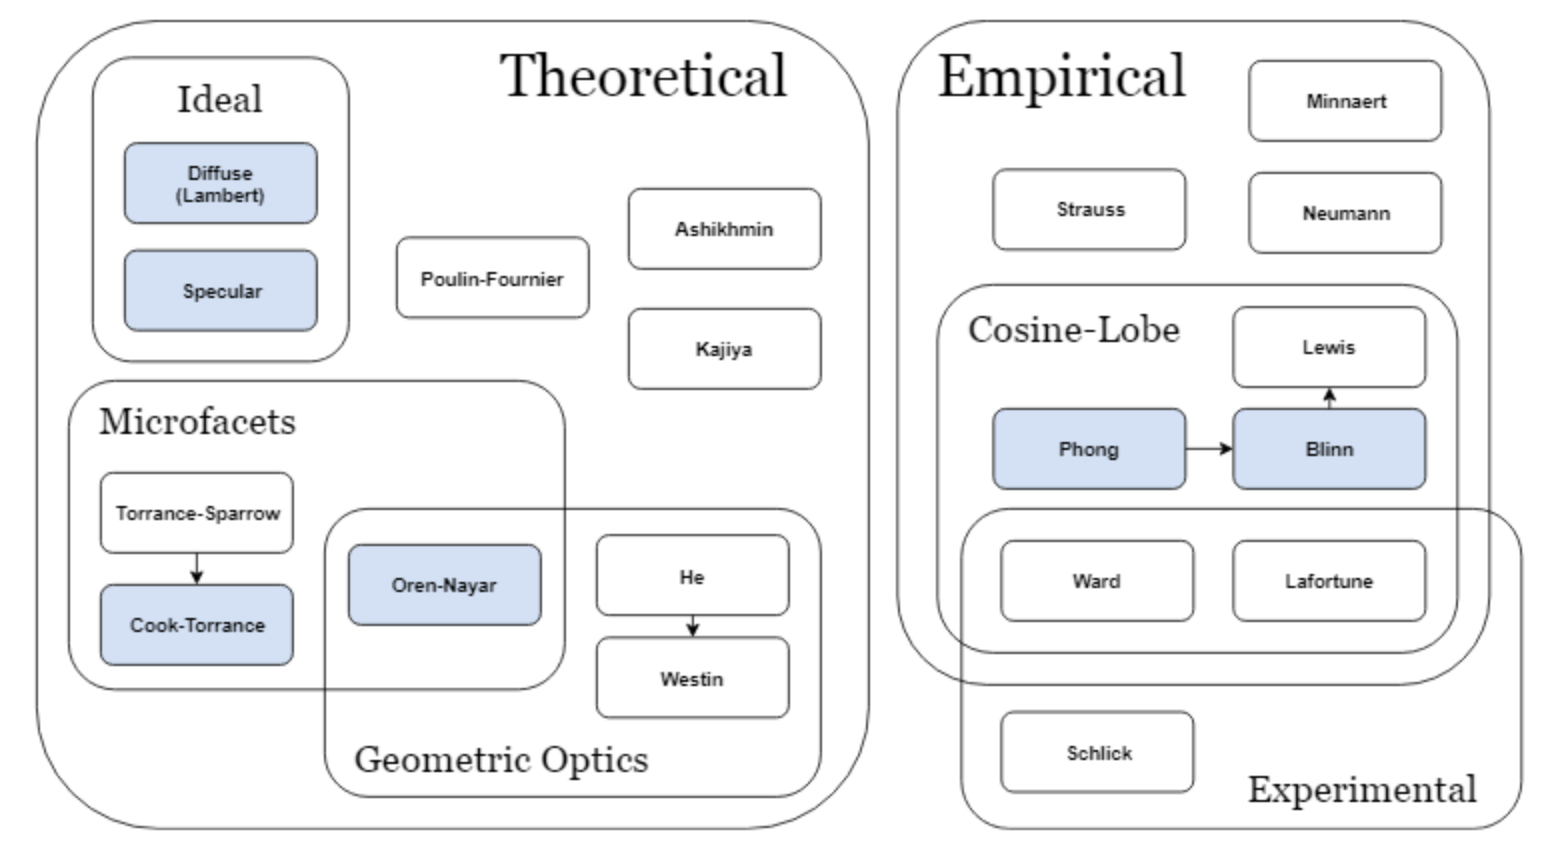 Theoretical
Ideal
Diffuse
(Lambert)
Specular
Poulin-Fournier
Ashikhmin
Kajiya
Microfacets
Torrance-Sparrow
Cook-Torrance
Oren-Nayar
He
Westin
Geometric Optics
Empirical
Minnaert
Strauss
Neumann
Cosine-Lobe
Lewis
Phong
Blinn
Ward
Lafortune
Schlick
Experimental